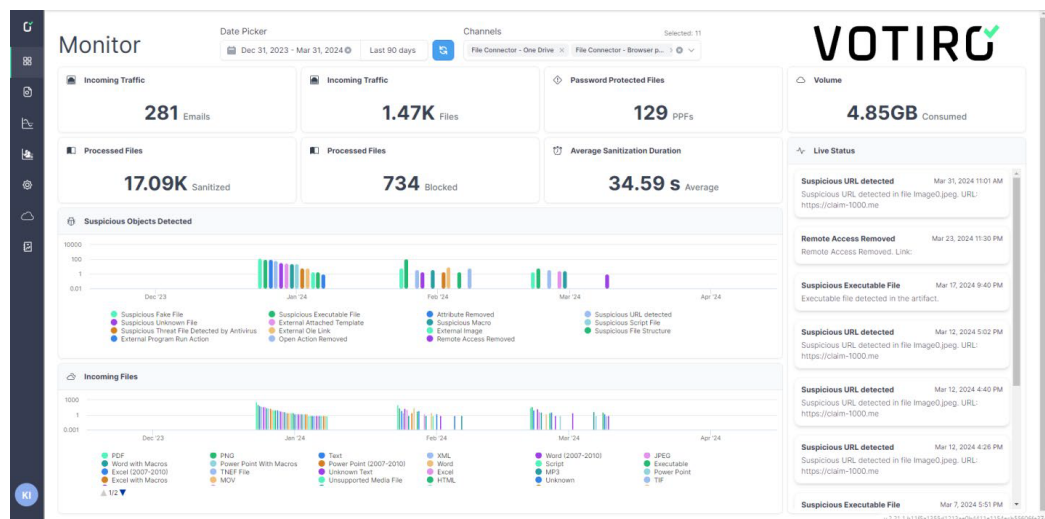 Monitor
Date Picker
Dec 31, 2023 - Mar 31, 2024
Last 90 days
Channels
Selected: 11
File Connector - One Drive
File Connector - Browser p...
VOTIRO
Incoming Traffic
281 Emails
Incoming Traffic
1.47K Files
Password Protected Files
129 PPFs
Volume
4.85GB Consumed
Processed Files
17.09K Sanitized
Processed Files
734 Blocked
Average Sanitization Duration
34.59 s Average
Live Status
Suspicious URL detected Mar 31, 2024 11:01 AM
Suspicious URL detected in file Image0.jpeg. URL:
https://claim-1000.me
Remote Access Removed Mar 23, 2024 11:30 PM
Remote Access Removed. Link:
Suspicious Executable File Mar 17, 2024 9:40 PM
Executable file detected in the artifact.
Suspicious URL detected Mar 12, 2024 5:02 PM
Suspicious URL detected in file Image0.jpeg. URL:
https://claim-1000.me
Suspicious URL detected Mar 12, 2024 4:40 PM
Suspicious URL detected in file Image0.jpeg. URL:
https://claim-1000.me
Suspicious URL detected Mar 12, 2024 4:26 PM
Suspicious URL detected in file Image0.jpeg. URL:
https://claim-1000.me
Suspicious Executable File Mar 7, 2024 5:51 PM
Suspicious Objects Detected
10000
100
1
0.01
Dec '23 Jan '24 Feb '24 Mar '24 Apr '24
Suspicious Fake File Suspicious Executable File Attribute Removed Suspicious URL detected
Suspicious Unknown File External Attached Template Suspicious Macro Suspicious Script File
Suspicious Threat File Detected by Antivirus External Ole Link External Image Suspicious File Structure
External Program Run Action Open Action Removed Remote Access Removed
Incoming Files
1000
1
0.001
Dec '23 Jan '24 Feb '24 Mar '24 Apr '24
PDF PNG Text XML Word (2007-2010) JPEG
Word with Macros Power Point With Macros Power Point (2007-2010) Word Script Executable
Excel (2007-2010) TNEF File Unknown Text Excel MP3 Power Point
Excel with Macros MOV Unsupported Media File HTML Unknown TIF
1/2
KI